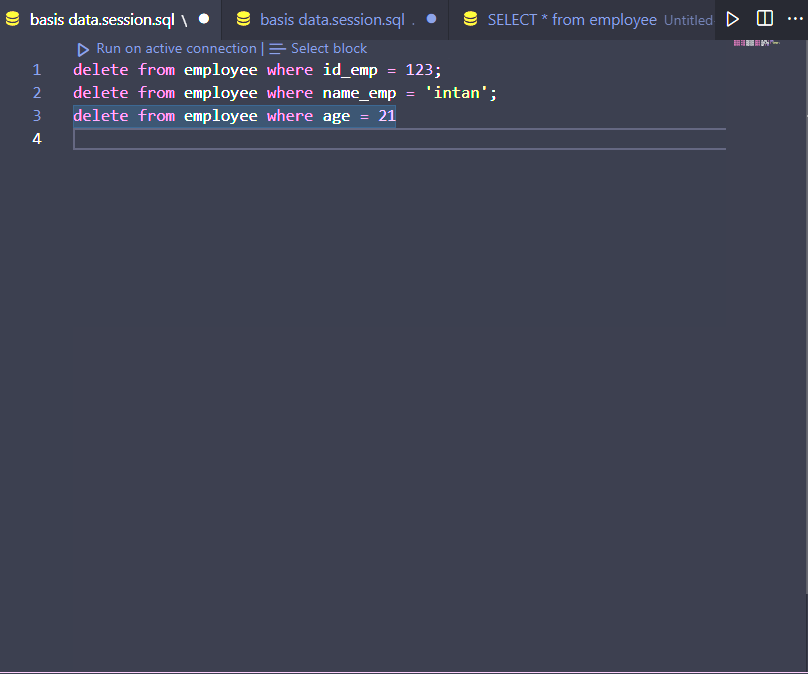 basis data.session.sql \ basis data.session.sql . SELECT * from employee Untitled ···
Run on active connection | Select block
1 delete from employee where id_emp = 123;
2 delete from employee where name_emp = 'intan';
3 delete from employee where age = 21
4